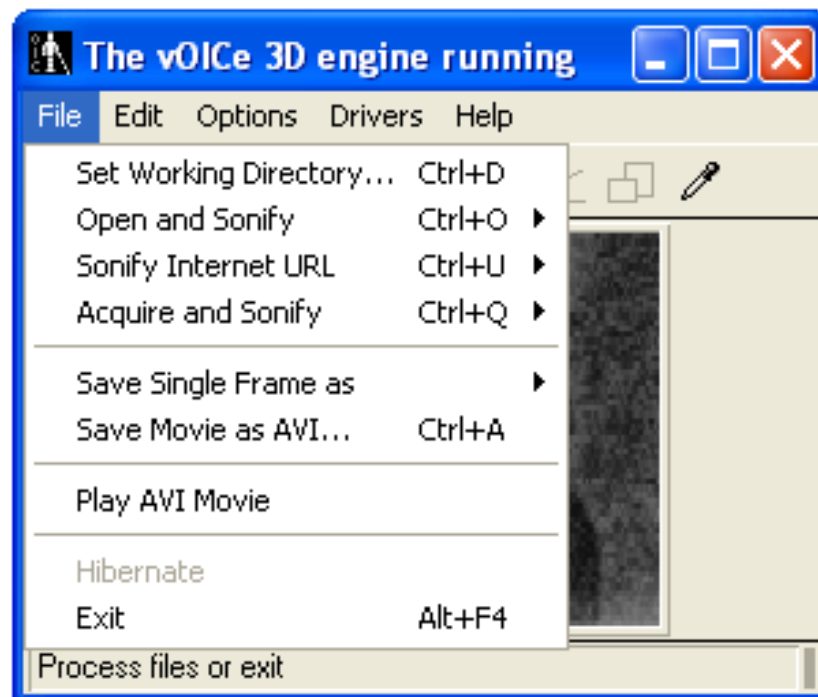 The vOICe 3D engine running
File Edit Options Drivers Help
Set Working Directory... Ctrl+D
Open and Sonify Ctrl+O
Sonify Internet URL Ctrl+U
Acquire and Sonify Ctrl+Q
Save Single Frame as
Save Movie as AVI... Ctrl+A
Play AVI Movie
Hibernate
Exit Alt+F4
Process files or exit